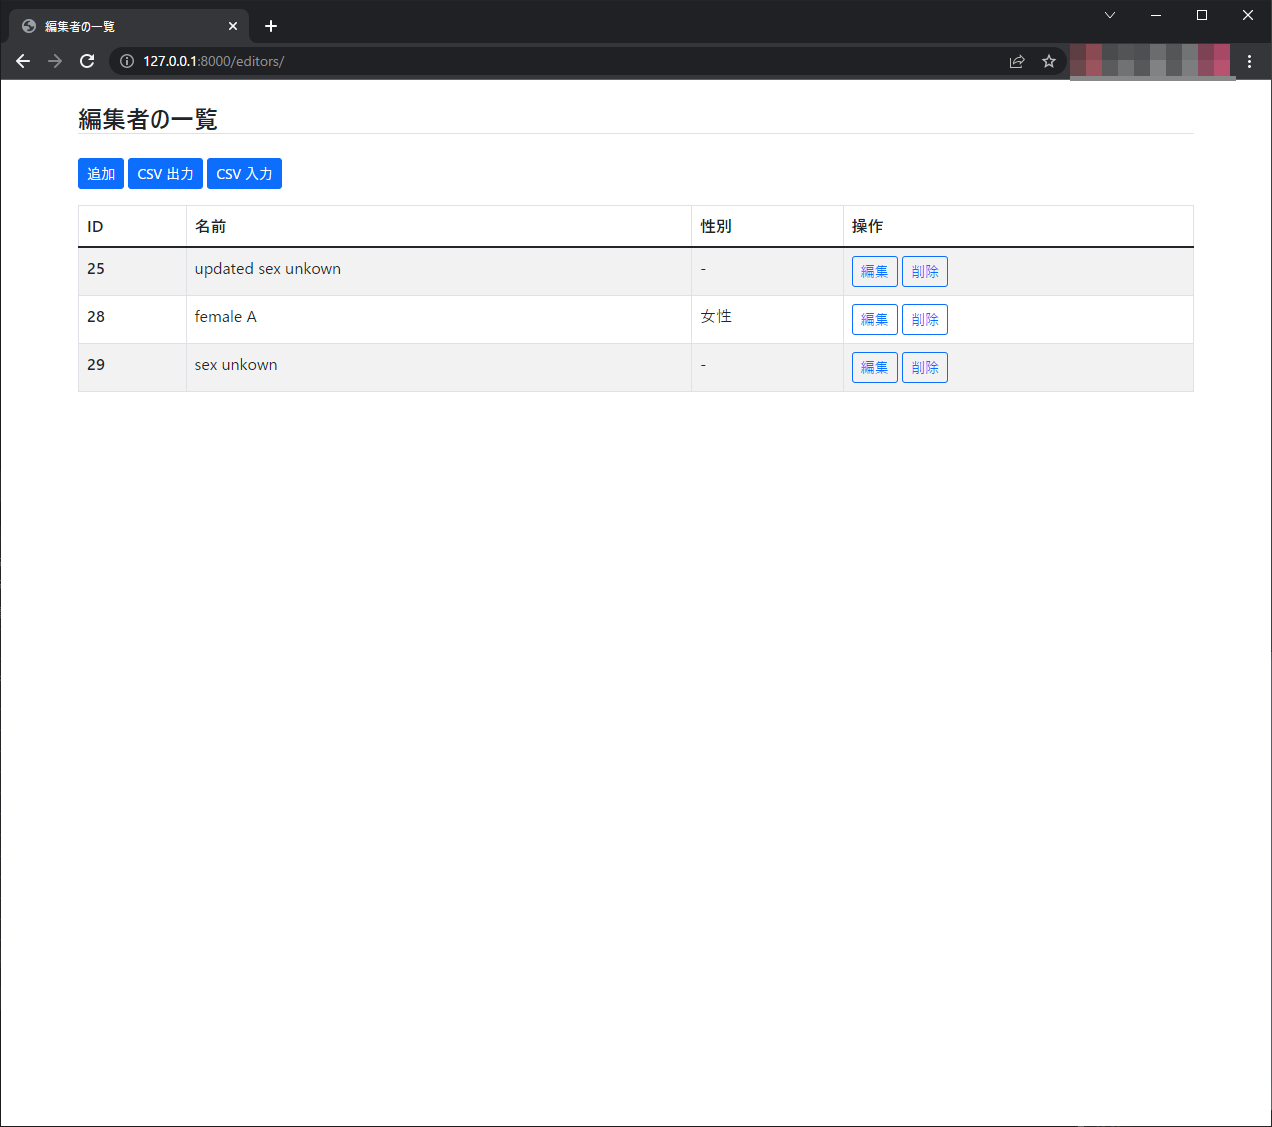 編集者の一覧
127.0.0.1:8000/editors/
編集者の一覧
追加 CSV 出力 CSV 入力
ID 名前 性別 操作
25 updated sex unkown - 編集 削除
28 female A 女性 編集 削除
29 sex unkown - 編集 削除